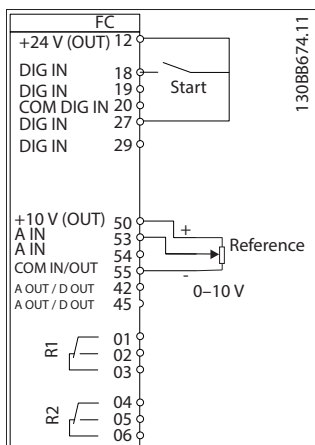 FC
+24 V (OUT) 12
DIG IN 18
DIG IN 19
COM DIG IN 20
DIG IN 27
DIG IN 29
Start
+10 V (OUT) 50
A IN 53
A IN 54
COM IN/OUT 55
A OUT / D OUT 42
A OUT / D OUT 45
+
Reference
-
0–10 V
R1
01
02
03
R2
04
05
06
130BB674.11